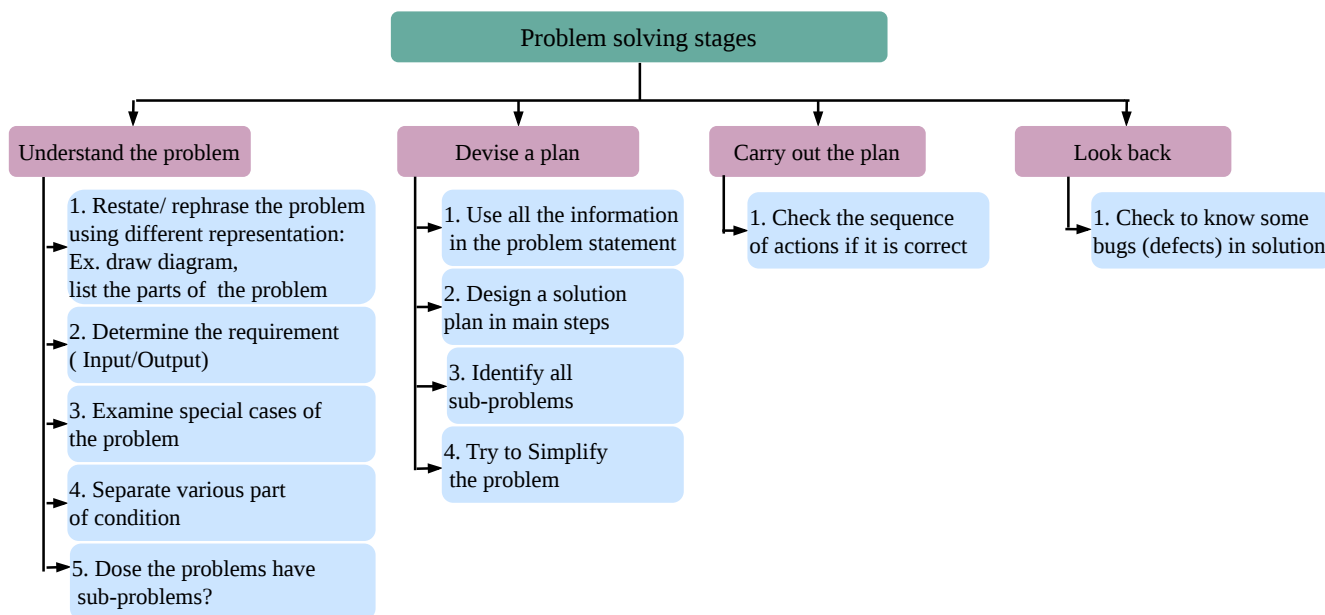 Problem solving stages
Understand the problem
1. Restate/ rephrase the problem
using different representation:
Ex. draw diagram,
list the parts of the problem
2. Determine the requirement
( Input/Output)
3. Examine special cases of
the problem
4. Separate various part
of condition
5. Dose the problems have
sub-problems?
Devise a plan
1. Use all the information
in the problem statement
2. Design a solution
plan in main steps
3. Identify all
sub-problems
4. Try to Simplify
the problem
Carry out the plan
1. Check the sequence
of actions if it is correct
Look back
1. Check to know some
bugs (defects) in solution